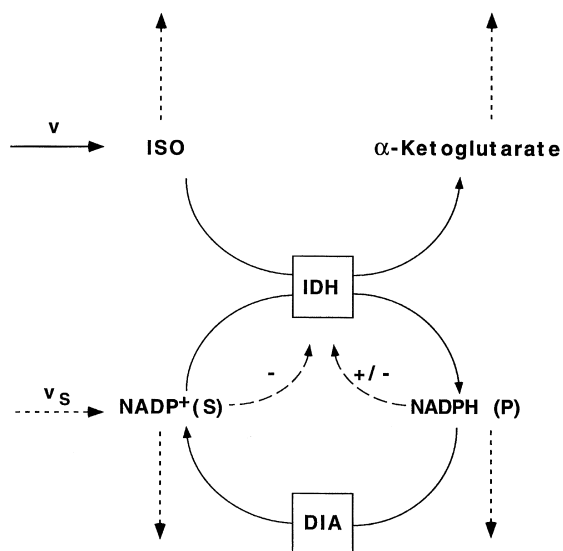 v
ISO
α-Ketoglutarate
IDH
-
+/-
vS
NADP+(S)
NADPH (P)
DIA